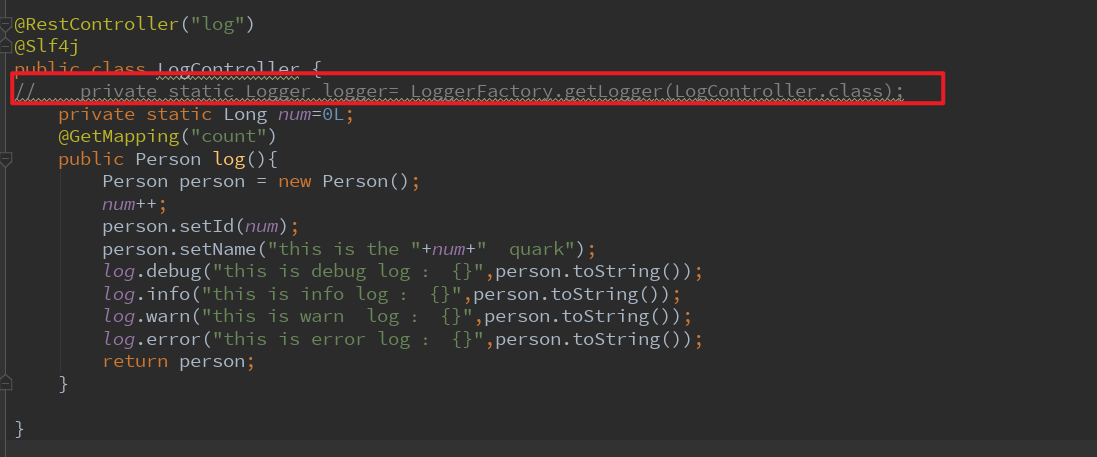 @RestController("log")
@Slf4j
public class LogController {
//    private static Logger logger= LoggerFactory.getLogger(LogController.class);
    private static Long num=0L;
    @GetMapping("count")
    public Person log(){
        Person person = new Person();
        num++;
        person.setId(num);
        person.setName("this is the "+num+"  quark");
        log.debug("this is debug log :  {}",person.toString());
        log.info("this is info log :  {}",person.toString());
        log.warn("this is warn  log :  {}",person.toString());
        log.error("this is error log :  {}",person.toString());
        return person;
    }
}